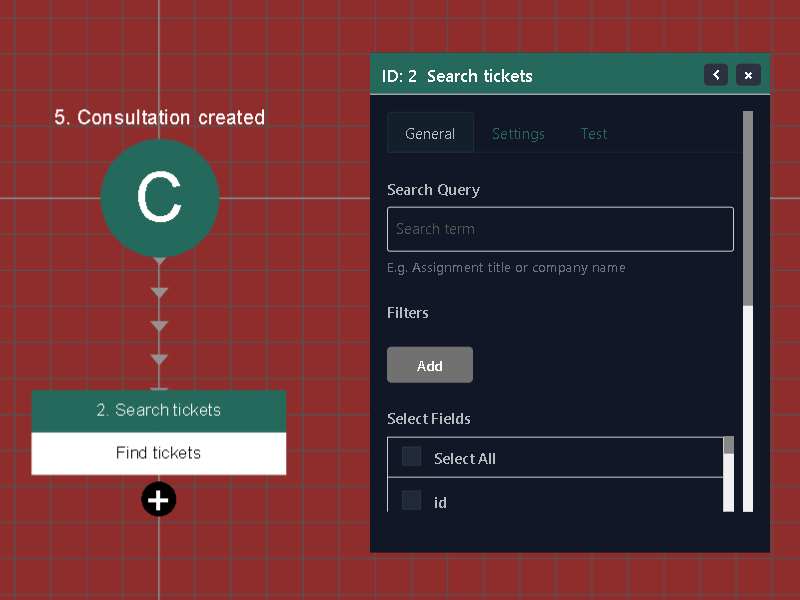 5. Consultation created
C
2. Search tickets
Find tickets
ID: 2 Search tickets
General
Settings
Test
Search Query
Search term
E.g. Assignment title or company name
Filters
Add
Select Fields
Select All
id